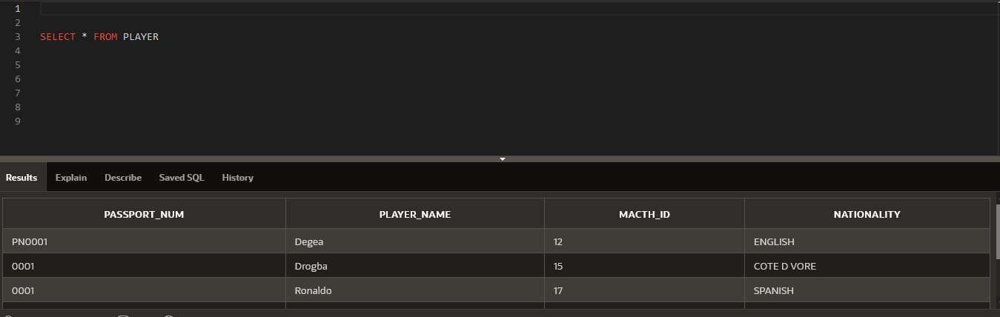 1
2
3 SELECT * FROM PLAYER
4
5
6
7
8
9
Results Explain Describe Saved SQL History
PASSPORT_NUM PLAYER_NAME MACTH_ID NATIONALITY
PN0001 Degea 12 ENGLISH
0001 Drogba 15 COTE D VORE
0001 Ronaldo 17 SPANISH